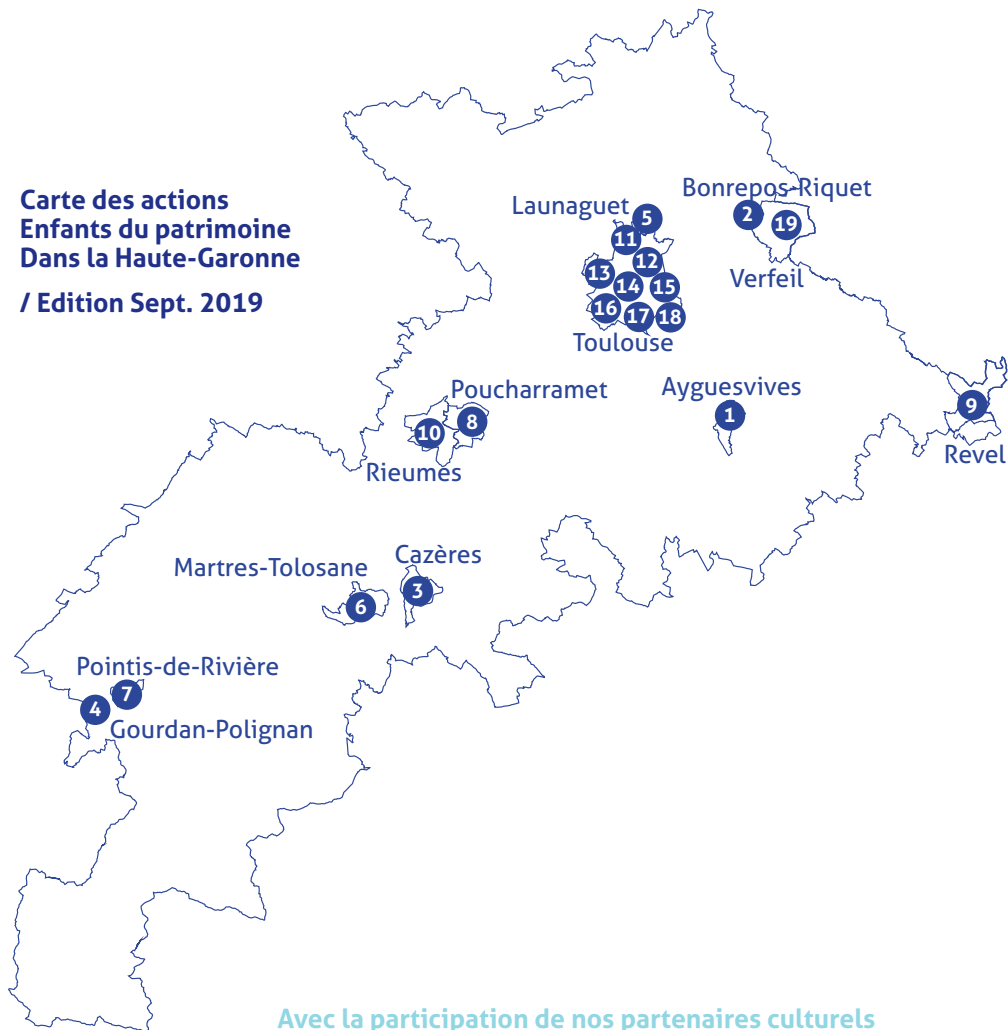 Carte des actions
Enfants du patrimoine
Dans la Haute-Garonne
/ Edition Sept. 2019
Bonrepos-Riquet
Launaguet
5
2
19
11
12
13
Verfeil
14
15
16
17
18
Toulouse
Poucharramet
Ayguesvives
9
8
1
10
Revel
Rieumes
Cazères
Martres-Tolosane
3
6
Pointis-de-Rivière
7
4
Gourdan-Polignan
Avec la participation de nos partenaires culturels